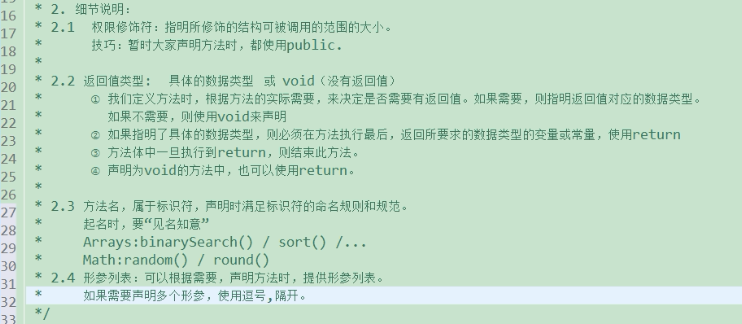 16 * 2. 细节说明:
17 * 2.1 权限修饰符：指明所修饰的结构可被调用的范围的大小。
18 * 技巧：暂时大家声明方法时，都使用public.
19 *
20 * 2.2 返回值类型: 具体的数据类型 或 void（没有返回值）
21 * ① 我们定义方法时，根据方法的实际需要，来决定是否需要有返回值。如果需要，则指明返回值对应的数据类型。
22 * 如果不需要，则使用void来声明
23 * ② 如果指明了具体的数据类型，则必须在方法执行最后，返回所要求的数据类型的变量或常量，使用return
24 * ③ 方法体中一旦执行到return，则结束此方法。
25 * ④ 声明为void的方法中，也可以使用return。
26 *
27 * 2.3 方法名，属于标识符，声明时满足标识符的命名规则和规范。
28 * 起名时，要“见名知意”
29 * Arrays:binarySearch() / sort() /...
30 * Math:random() / round()
31 * 2.4 形参列表：可以根据需要，声明方法时，提供形参列表。
32 * 如果需要声明多个形参，使用逗号,隔开。
33 */